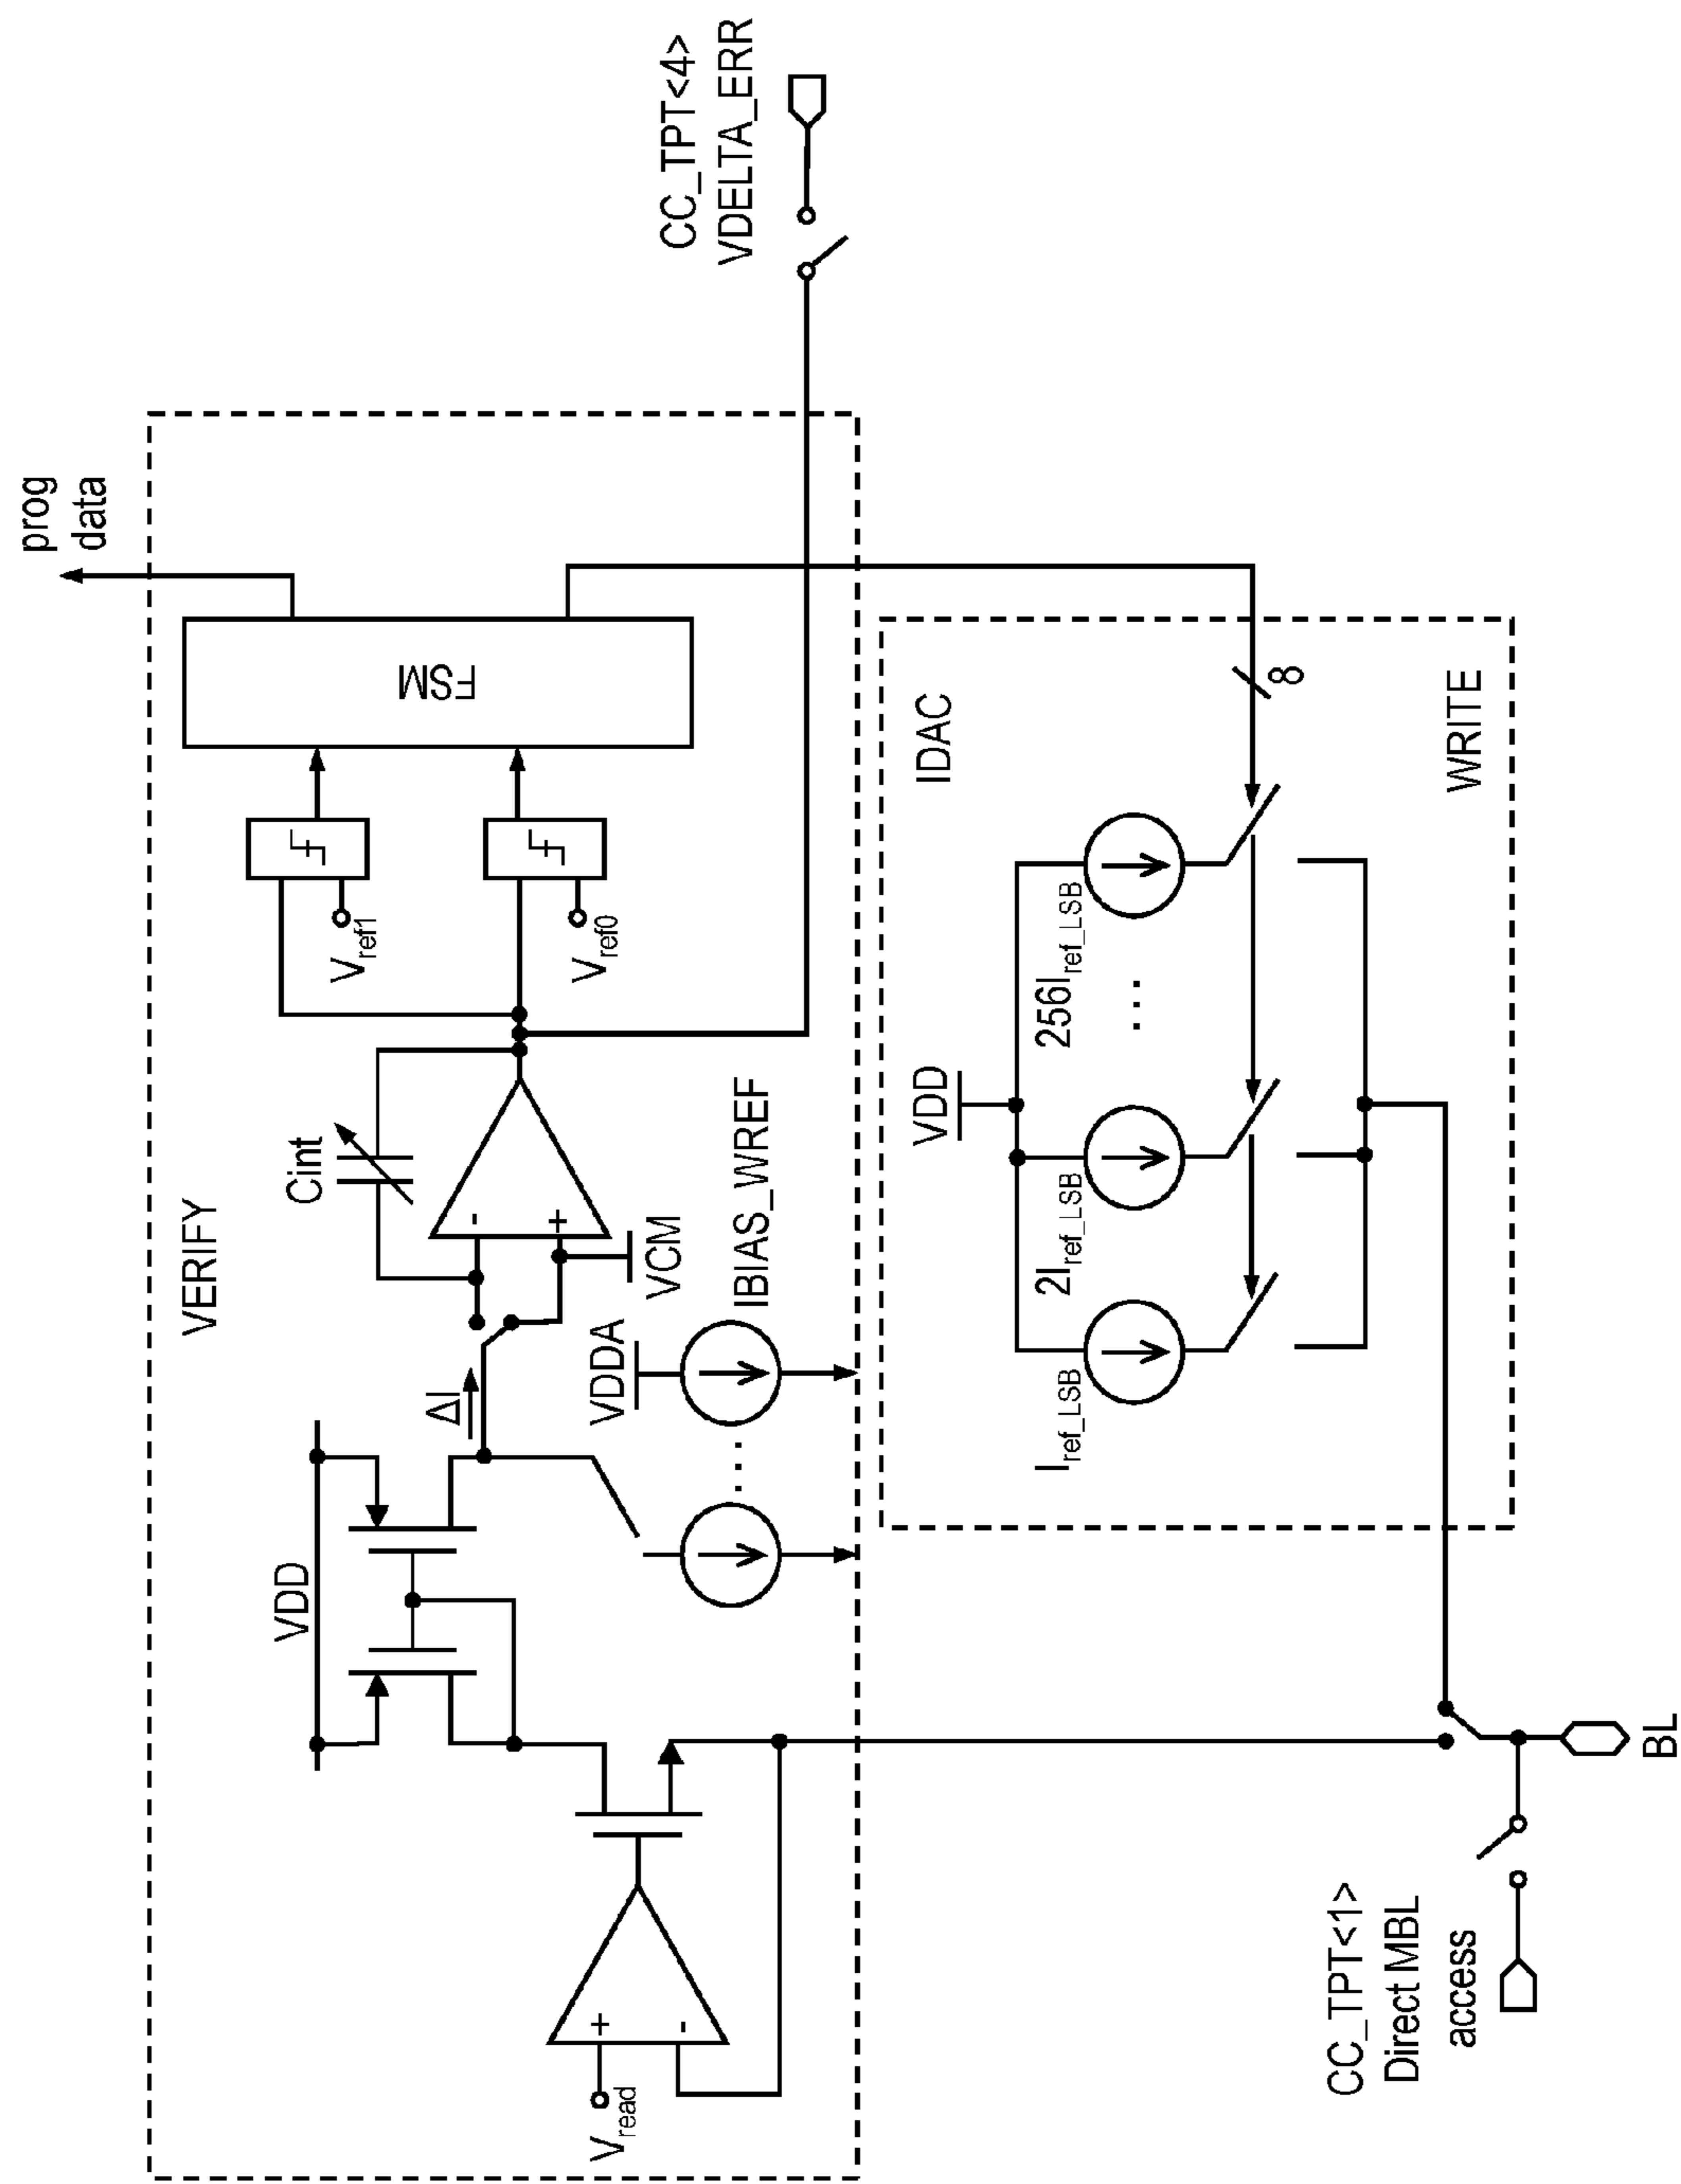 prog
data
CC_TPT<4>
VDELTA_ERR
VERIFY
FSM
Vref1
Vref0
Cint
-
+
VCM
ΔI
VDD
VDDA
IBIAS_WREF
...
Vread
+
-
IDAC
WRITE
8
VDD
Iref_LSB
2Iref_LSB
256Iref_LSB
...
CC_TPT<1>
Direct MBL
access
BL